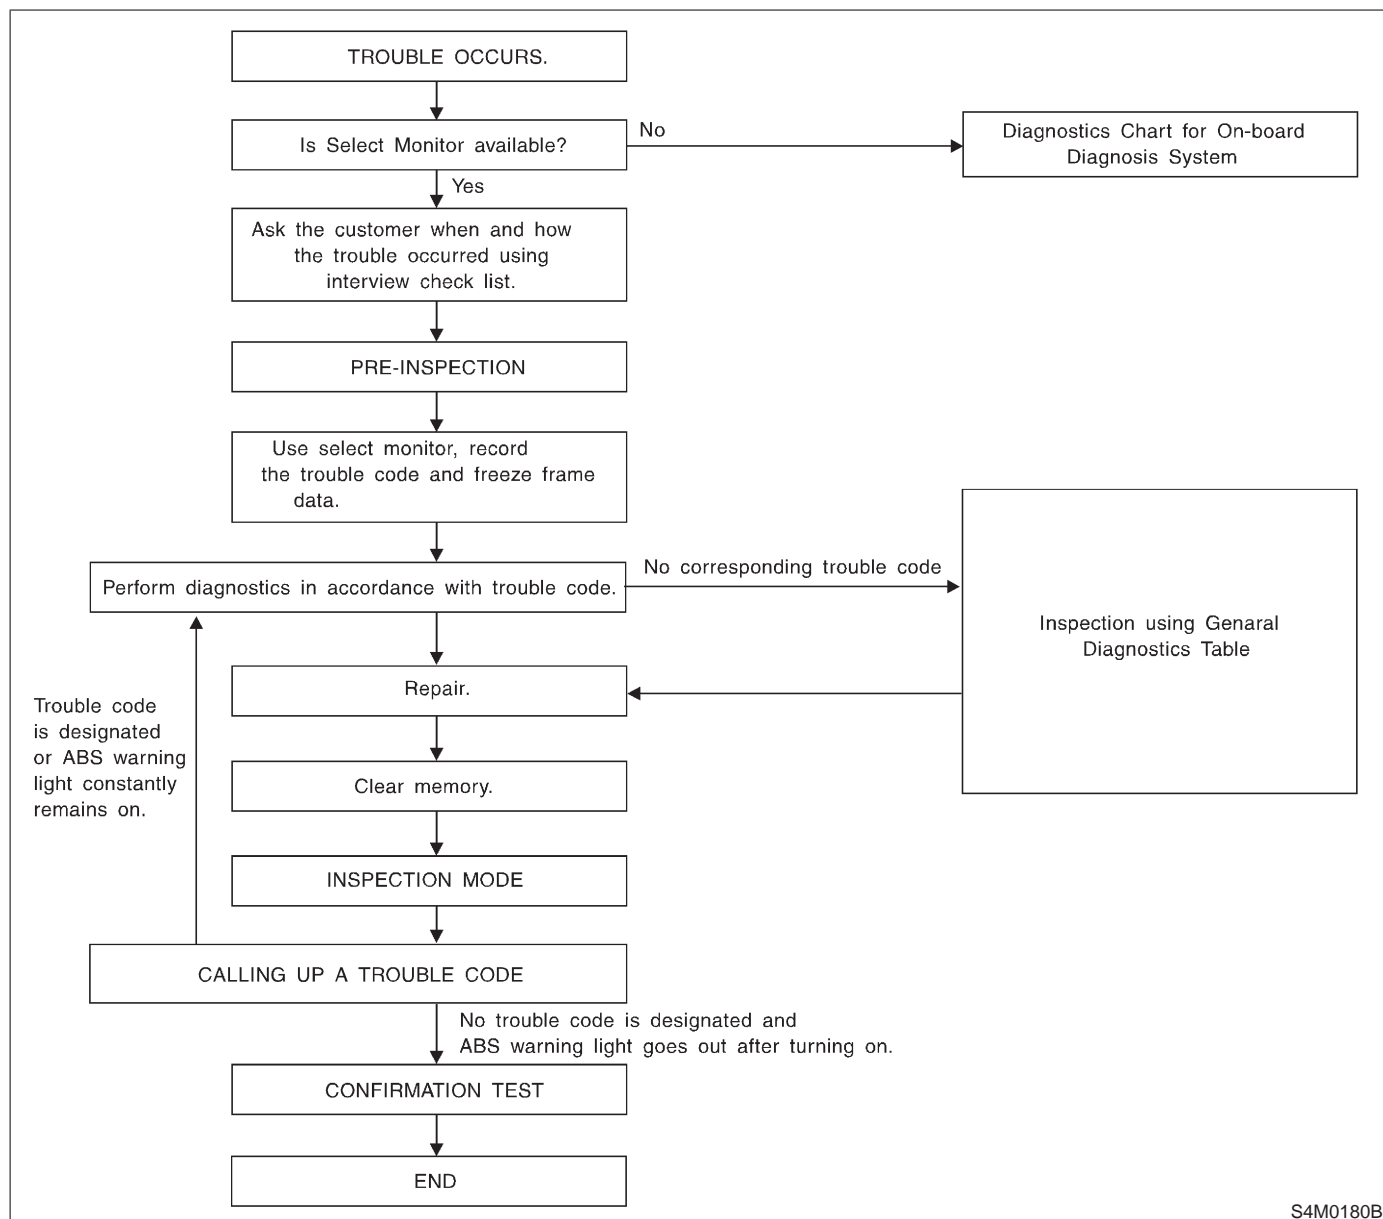 TROUBLE OCCURS.
Is Select Monitor available?
No
Diagnostics Chart for On-board
Diagnosis System
Yes
Ask the customer when and how
the trouble occurred using
interview check list.
PRE-INSPECTION
Use select monitor, record
the trouble code and freeze frame
data.
Perform diagnostics in accordance with trouble code.
No corresponding trouble code
Inspection using Genaral
Diagnostics Table
Repair.
Trouble code
is designated
or ABS warning
light constantly
remains on.
Clear memory.
INSPECTION MODE
CALLING UP A TROUBLE CODE
No trouble code is designated and
ABS warning light goes out after turning on.
CONFIRMATION TEST
END
S4M0180B